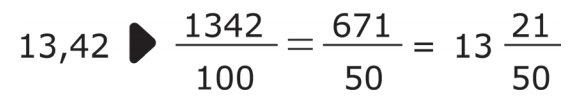 13,42 ▶ 1342/100 = 671/50 = 13 21/50